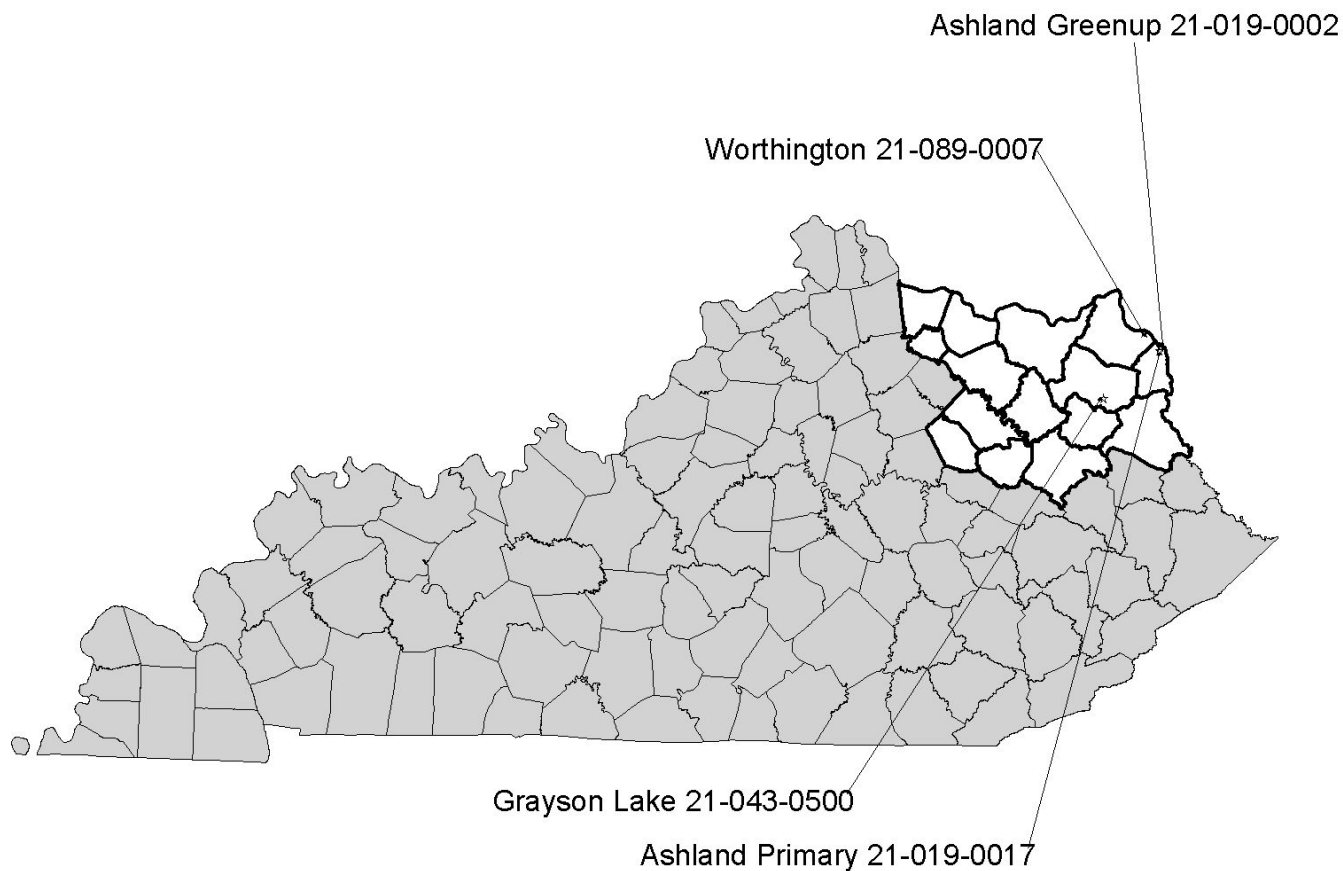 Ashland Greenup 21-019-0002
Worthington 21-089-0007
Grayson Lake 21-043-0500
Ashland Primary 21-019-0017